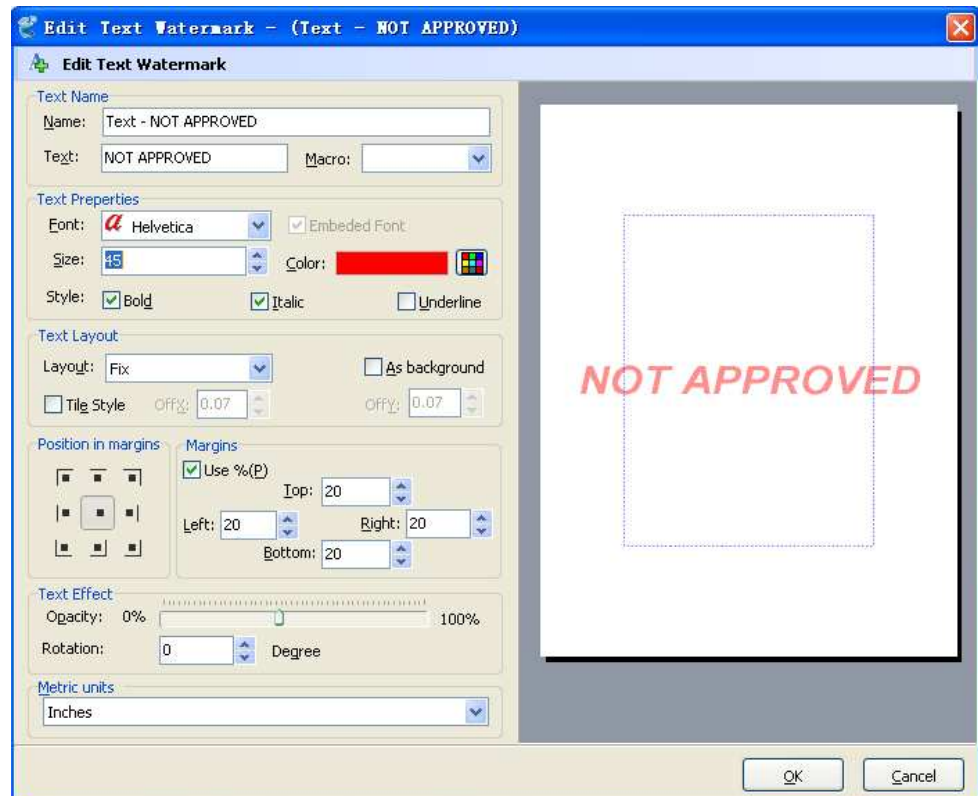 Edit Text Watermark - (Text - NOT APPROVED)
Edit Text Watermark
Text Name
Name: Text - NOT APPROVED
Text: NOT APPROVED Macro:
Text Preperties
Font: a Helvetica Embeded Font
Size: 45 Color:
Style: Bold Italic Underline
Text Layout
Layout: Fix As background
Tile Style OffX: 0.07 OffY: 0.07
Position in margins Margins
Use %(P)
Top: 20
Left: 20 Right: 20
Bottom: 20
Text Effect
Opacity: 0% 100%
Rotation: 0 Degree
Metric units
Inches
NOT APPROVED
OK Cancel